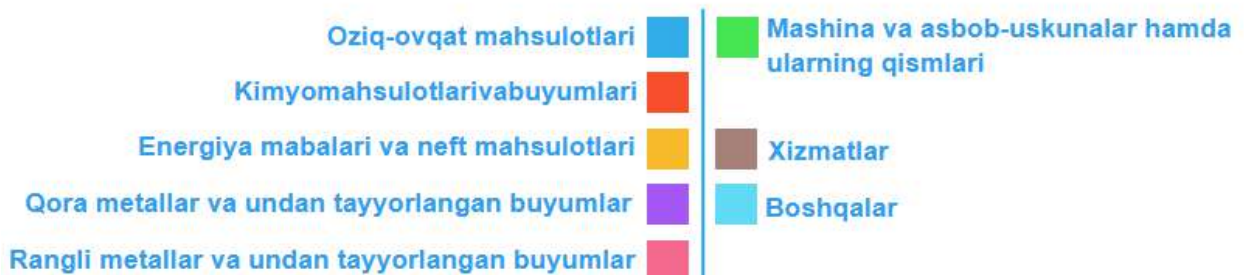 Oziq-ovqat mahsulotlari
Kimyomahsulotlarivabuyumlari
Energiya mabalari va neft mahsulotlari
Qora metallar va undan tayyorlangan buyumlar
Rangli metallar va undan tayyorlangan buyumlar
Mashina va asbob-uskunalar hamda
ularning qismlari
Xizmatlar
Boshqalar